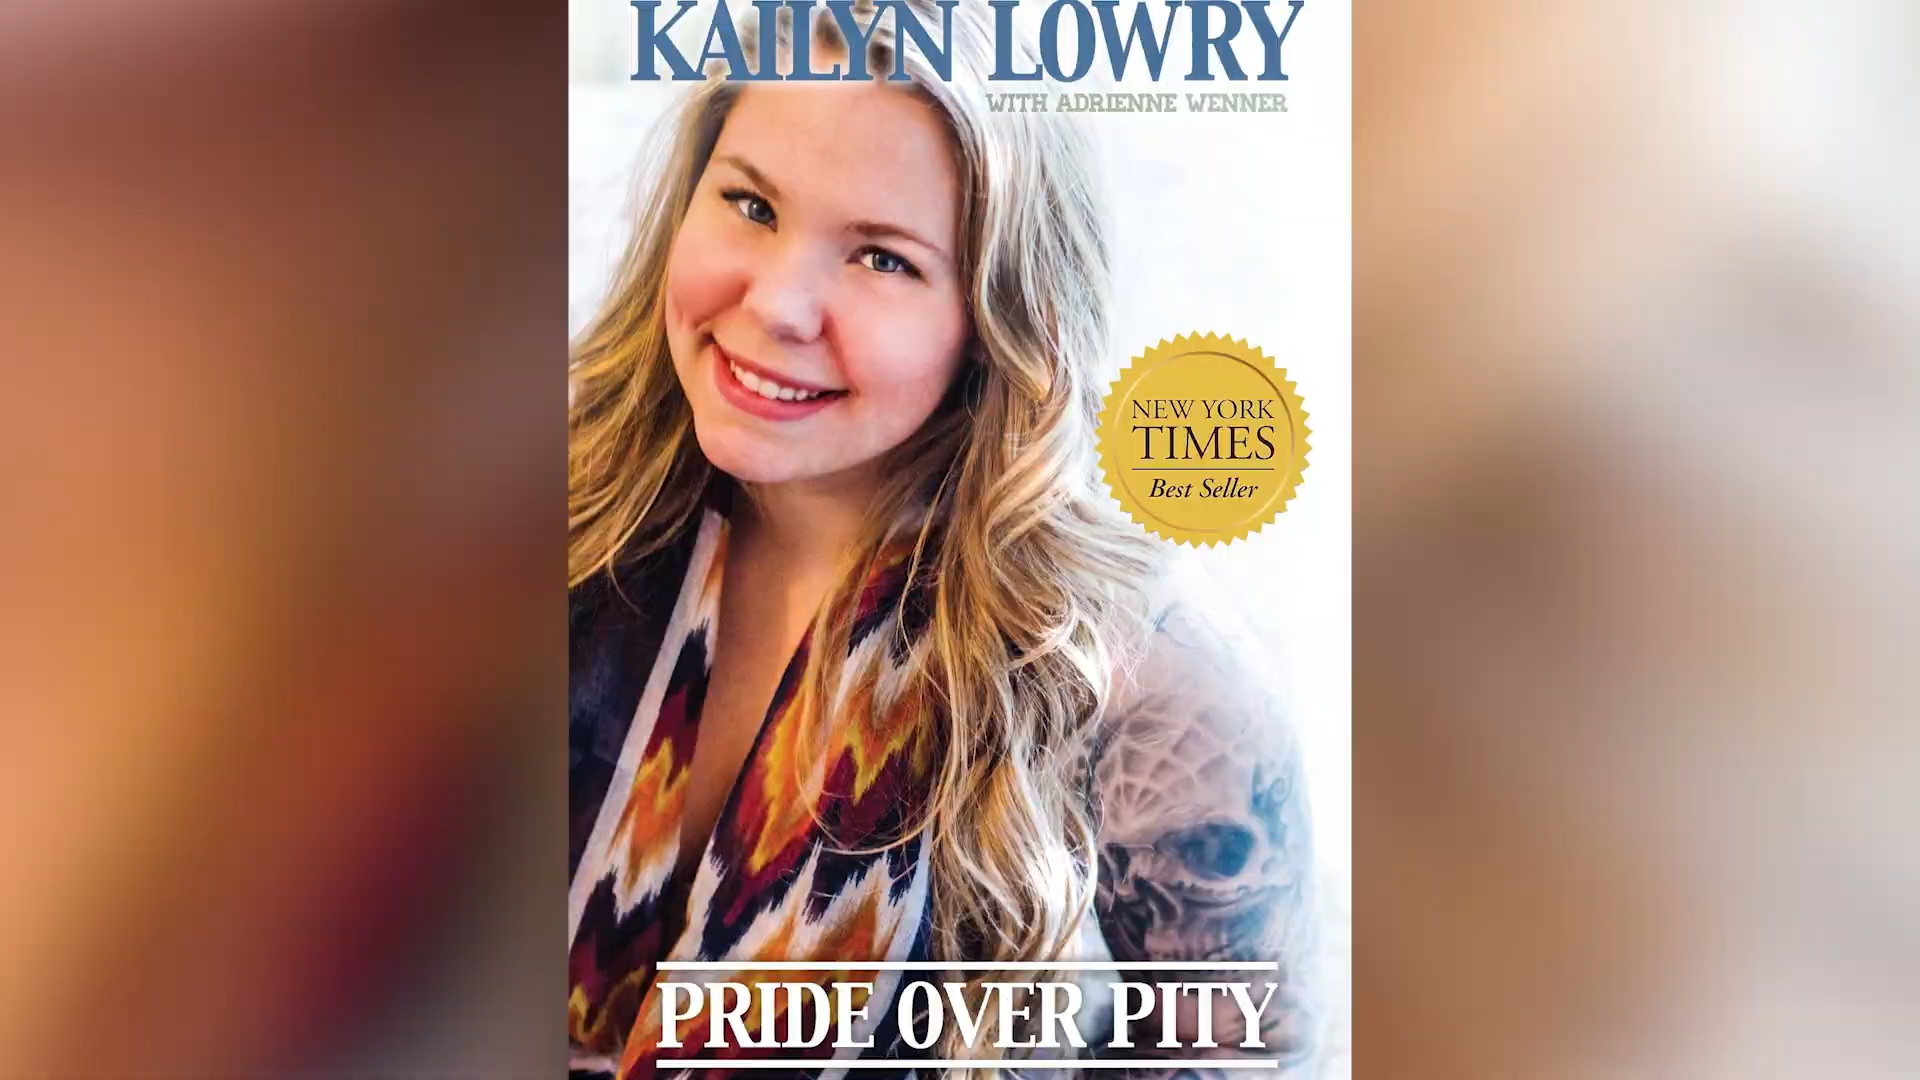 KAILYN LOWRY
WITH ADRIENNE WENNER
NEW YORK
TIMES
Best Seller
PRIDE OVER PITY